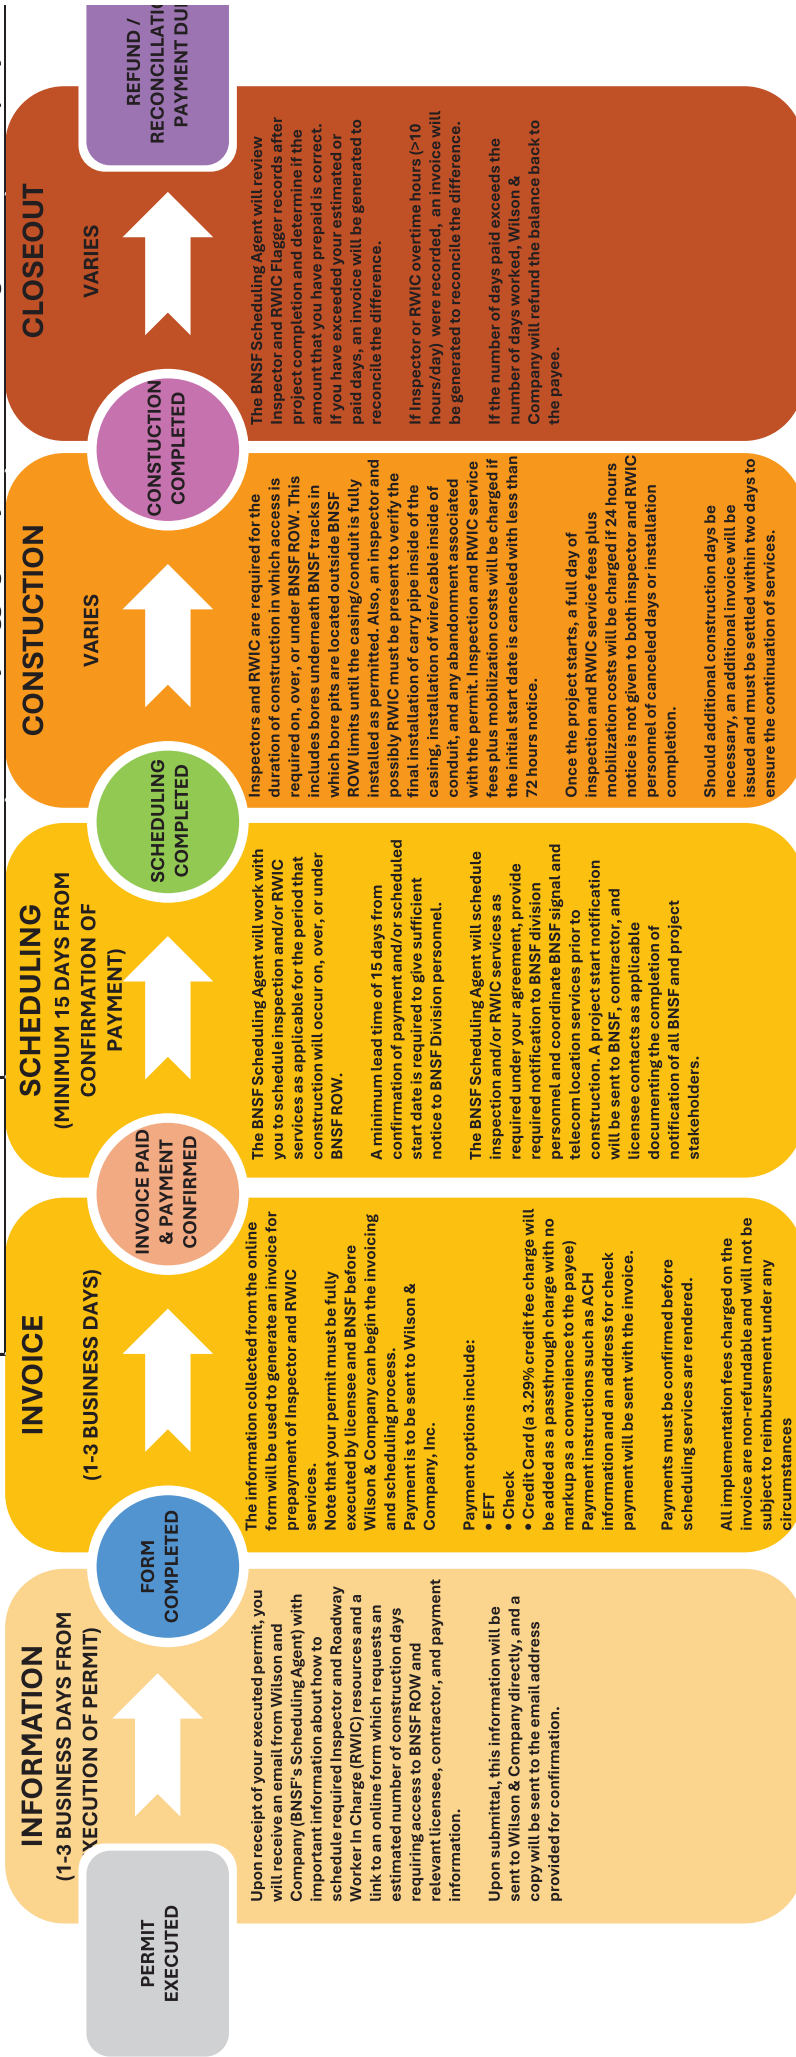 PERMIT
EXECUTED
INFORMATION
(1-3 BUSINESS DAYS FROM
XECUTION OF PERMIT)
Upon receipt of your executed permit, you
will receive an email from Wilson and
Company (BNSF's Scheduling Agent) with
important information about how to
schedule required Inspector and Roadway
Worker In Charge (RWIC) resources and a
link to an online form which requests an
estimated number of construction days
requiring access to BNSF ROW and
relevant licensee, contractor, and payment
information.
Upon submittal, this information will be
sent to Wilson & Company directly, and a
copy will be sent to the email address
provided for confirmation.
FORM
COMPLETED
INVOICE
(1-3 BUSINESS DAYS)
The information collected from the online
form will be used to generate an invoice for
prepayment of Inspector and RWIC
services.
Note that your permit must be fully
executed by licensee and BNSF before
Wilson & Company can begin the invoicing
and scheduling process.
Payment is to be sent to Wilson &
Company, Inc.
Payment options include:
• EFT
• Check
• Credit Card (a 3.29% credit fee charge will
be added as a passthrough charge with no
markup as a convenience to the payee)
Payment instructions such as ACH
information and an address for check
payment will be sent with the invoice.
Payments must be confirmed before
scheduling services are rendered.
All implementation fees charged on the
invoice are non-refundable and will not be
subject to reimbursement under any
circumstances
INVOICE PAID
& PAYMENT
CONFIRMED
SCHEDULING
(MINIMUM 15 DAYS FROM
CONFIRMATION OF
PAYMENT)
The BNSF Scheduling Agent will work with
you to schedule inspection and/or RWIC
services as applicable for the period that
construction will occur on, over, or under
BNSF ROW.
A minimum lead time of 15 days from
confirmation of payment and/or scheduled
start date is required to give sufficient
notice to BNSF Division personnel.
The BNSF Scheduling Agent will schedule
inspection and/or RWIC services as
required under your agreement, provide
required notification to BNSF division
personnel and coordinate BNSF signal and
telecom location services prior to
construction. A project start notification
will be sent to BNSF, contractor, and
licensee contacts as applicable
documenting the completion of
notification of all BNSF and project
stakeholders.
SCHEDULING
COMPLETED
CONSTUCTION
VARIES
Inspectors and RWIC are required for the
duration of construction in which access is
required on, over, or under BNSF ROW. This
includes bores underneath BNSF tracks in
which bore pits are located outside BNSF
ROW limits until the casing/conduit is fully
installed as permitted. Also, an inspector and
possibly RWIC must be present to verify the
final installation of carry pipe inside of the
casing, installation of wire/cable inside of
conduit, and any abandonment associated
with the permit. Inspection and RWIC service
fees plus mobilization costs will be charged if
the initial start date is canceled with less than
72 hours notice.
Once the project starts, a full day of
inspection and RWIC service fees plus
mobilization costs will be charged if 24 hours
notice is not given to both inspector and RWIC
personnel of canceled days or installation
completion.
Should additional construction days be
necessary, an additional invoice will be
issued and must be settled within two days to
ensure the continuation of services.
CONSTUCTION
COMPLETED
CLOSEOUT
VARIES
The BNSF Scheduling Agent will review
Inspector and RWIC Flagger records after
project completion and determine if the
amount that you have prepaid is correct.
If you have exceeded your estimated or
paid days, an invoice will be generated to
reconcile the difference.
If Inspector or RWIC overtime hours (>10
hours/day) were recorded, an invoice will
be generated to reconcile the difference.
If the number of days paid exceeds the
number of days worked, Wilson &
Company will refund the balance back to
the payee.
REFUND /
RECONCILLATIO
PAYMENT DU